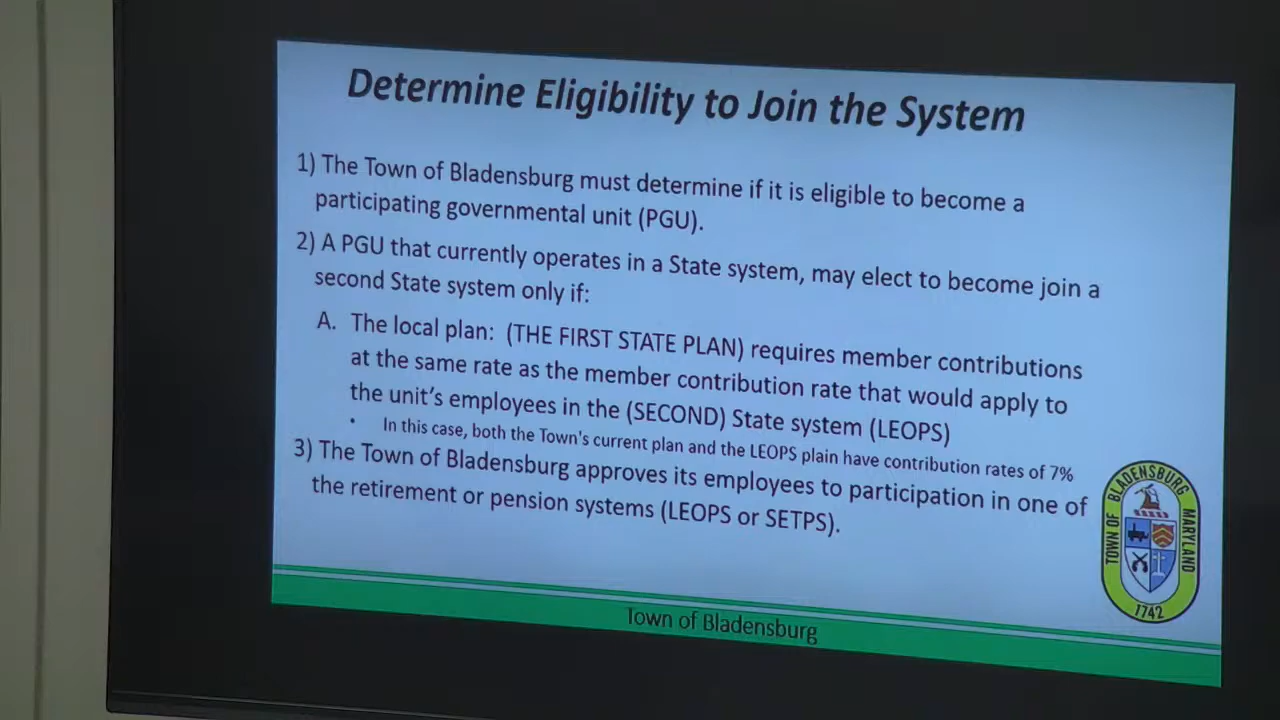 Determine Eligibility to Join the System
1) The Town of Bladensburg must determine if it is eligible to become a
participating governmental unit (PGU).
2) A PGU that currently operates in a State system, may elect to become join a
second State system only if:
A. The local plan: (THE FIRST STATE PLAN) requires member contributions
at the same rate as the member contribution rate that would apply to
the unit's employees in the (SECOND) State system (LEOPS)
• In this case, both the Town's current plan and the LEOPS plain have contribution rates of 7%
3) The Town of Bladensburg approves its employees to participation in one of
the retirement or pension systems (LEOPS or SETPS).
TOWN OF BLADENSBURG MARYLAND
1742
Town of Bladensburg